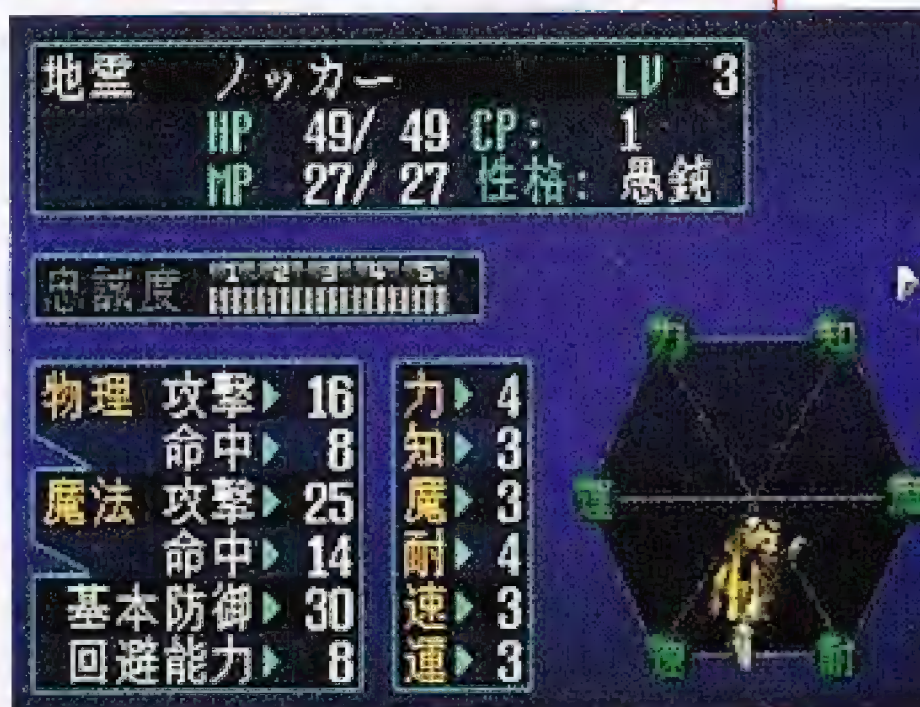 地霊 ノッカー LV 3
HP 49/ 49 CP: 1
MP 27/ 27 性格: 愚鈍
忠誠度 1 2 3 4 5
物理 攻撃▶ 16
命中▶ 8
魔法 攻撃▶ 25
命中▶ 14
基本防御▶ 30
回避能力▶ 8
力▶ 4
知▶ 3
魔▶ 3
耐▶ 4
速▶ 3
運▶ 3
力 知
運 魔
速 耐